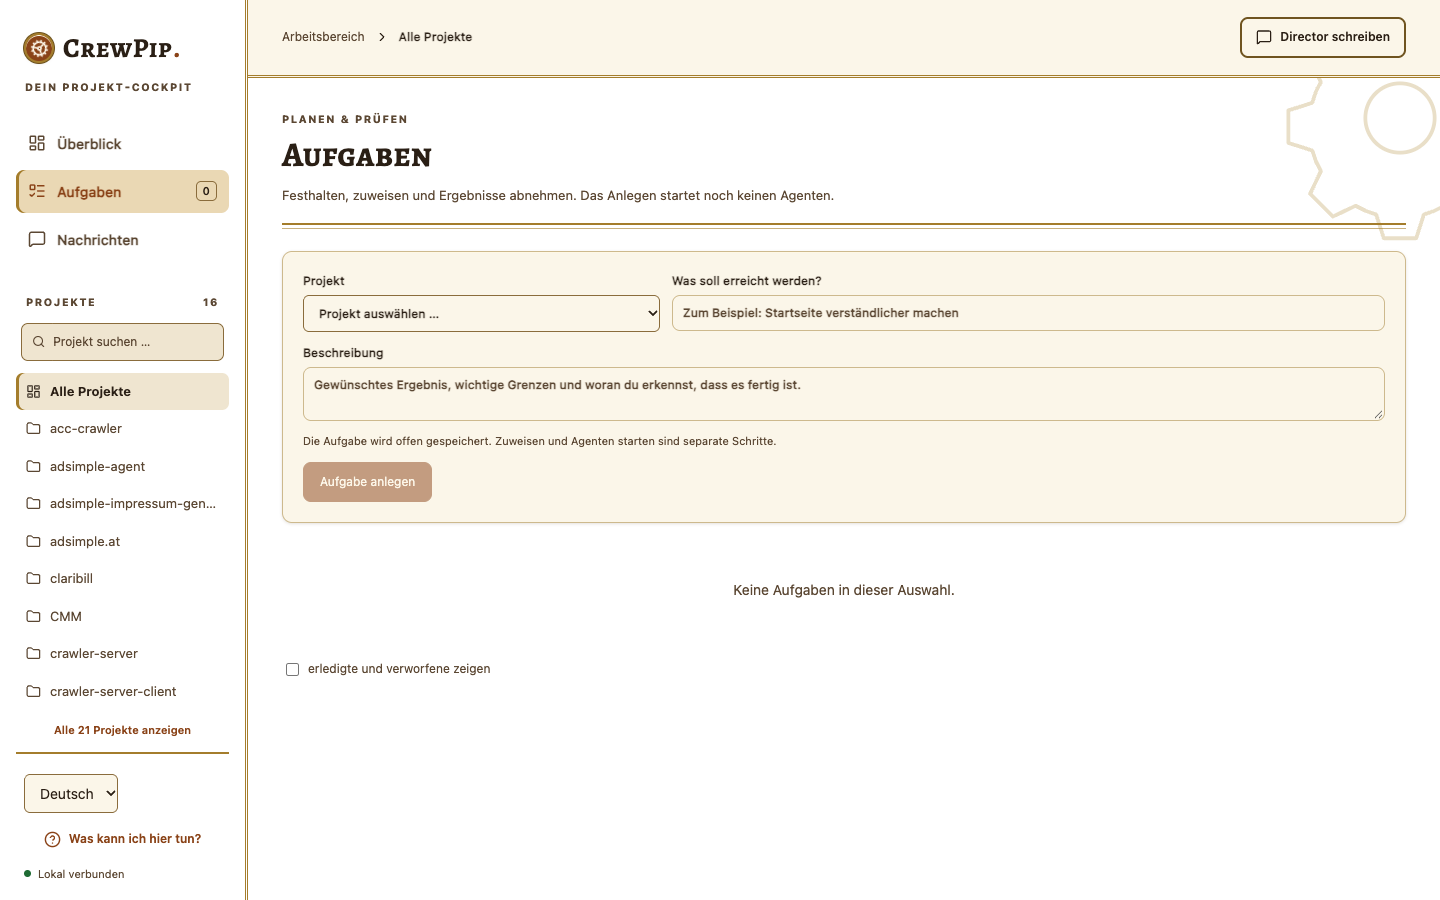 CrewPip.
DEIN PROJEKT-COCKPIT
Überblick
Aufgaben 0
Nachrichten
PROJEKTE 16
Projekt suchen ...
Alle Projekte
acc-crawler
adsimple-agent
adsimple-impressum-gen...
adsimple.at
claribill
CMM
crawler-server
crawler-server-client
Alle 21 Projekte anzeigen
Deutsch
Was kann ich hier tun?
Lokal verbunden
Arbeitsbereich > Alle Projekte
Director schreiben
PLANEN & PRÜFEN
Aufgaben
Festhalten, zuweisen und Ergebnisse abnehmen. Das Anlegen startet noch keinen Agenten.
Projekt
Projekt auswählen ...
Was soll erreicht werden?
Zum Beispiel: Startseite verständlicher machen
Beschreibung
Gewünschtes Ergebnis, wichtige Grenzen und woran du erkennst, dass es fertig ist.
Die Aufgabe wird offen gespeichert. Zuweisen und Agenten starten sind separate Schritte.
Aufgabe anlegen
Keine Aufgaben in dieser Auswahl.
erledigte und verworfene zeigen